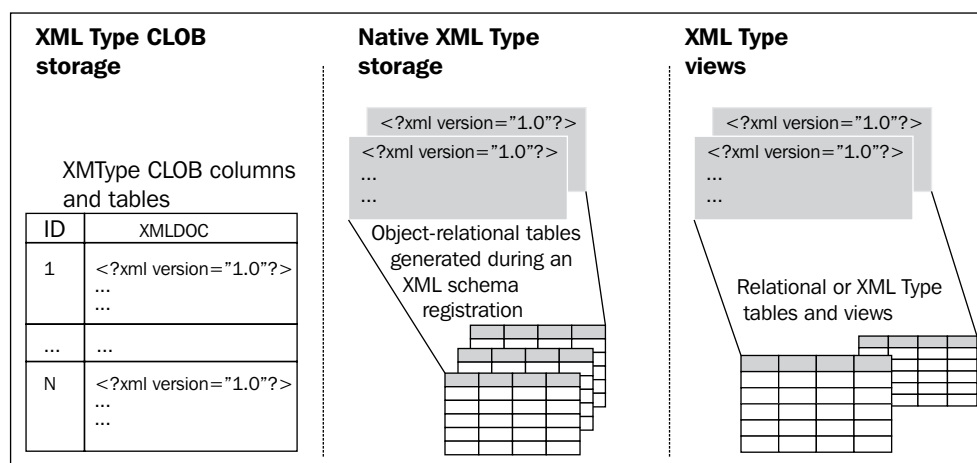 XML Type CLOB
storage
XMType CLOB columns
and tables
ID XMLDOC
1 <?xml version="1.0"?>
...
...
... ...
N <?xml version="1.0"?>
...
...
Native XML Type
storage
<?xml version="1.0"?>
<?xml version="1.0"?>
...
...
Object-relational tables
generated during an
XML schema
registration
XML Type
views
<?xml version="1.0"?>
<?xml version="1.0"?>
...
...
Relational or XML Type
tables and views